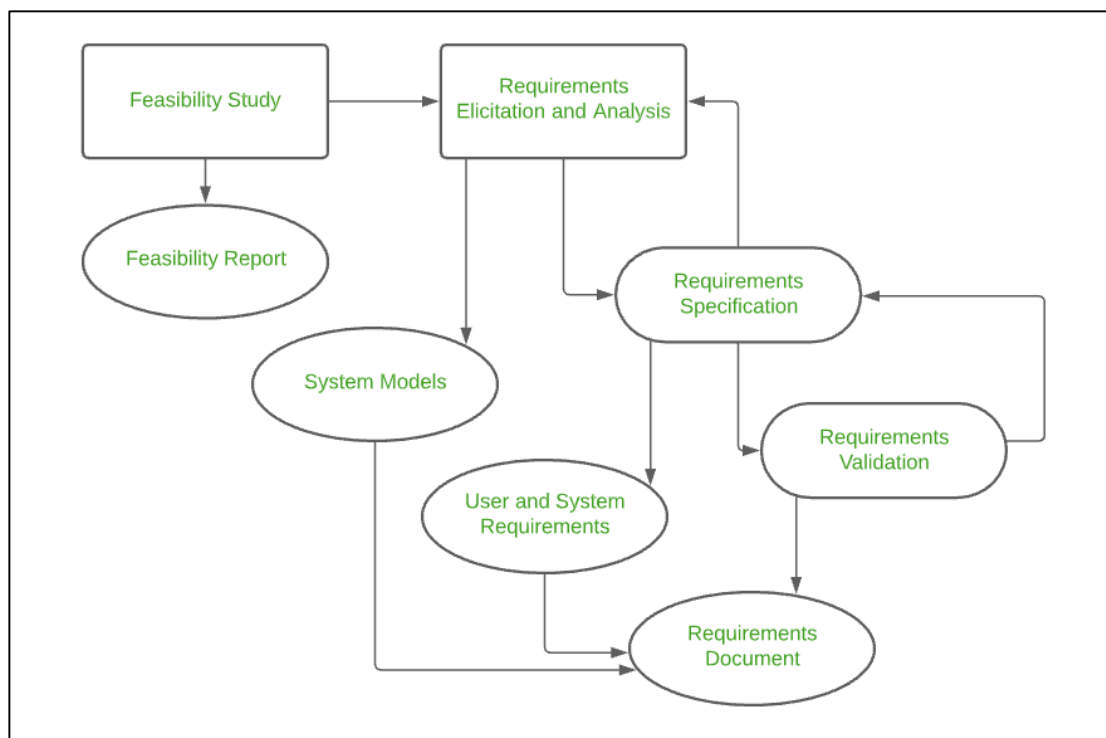 Feasibility Study
Requirements
Elicitation and Analysis
Feasibility Report
Requirements
Specification
System Models
Requirements
Validation
User and System
Requirements
Requirements
Document